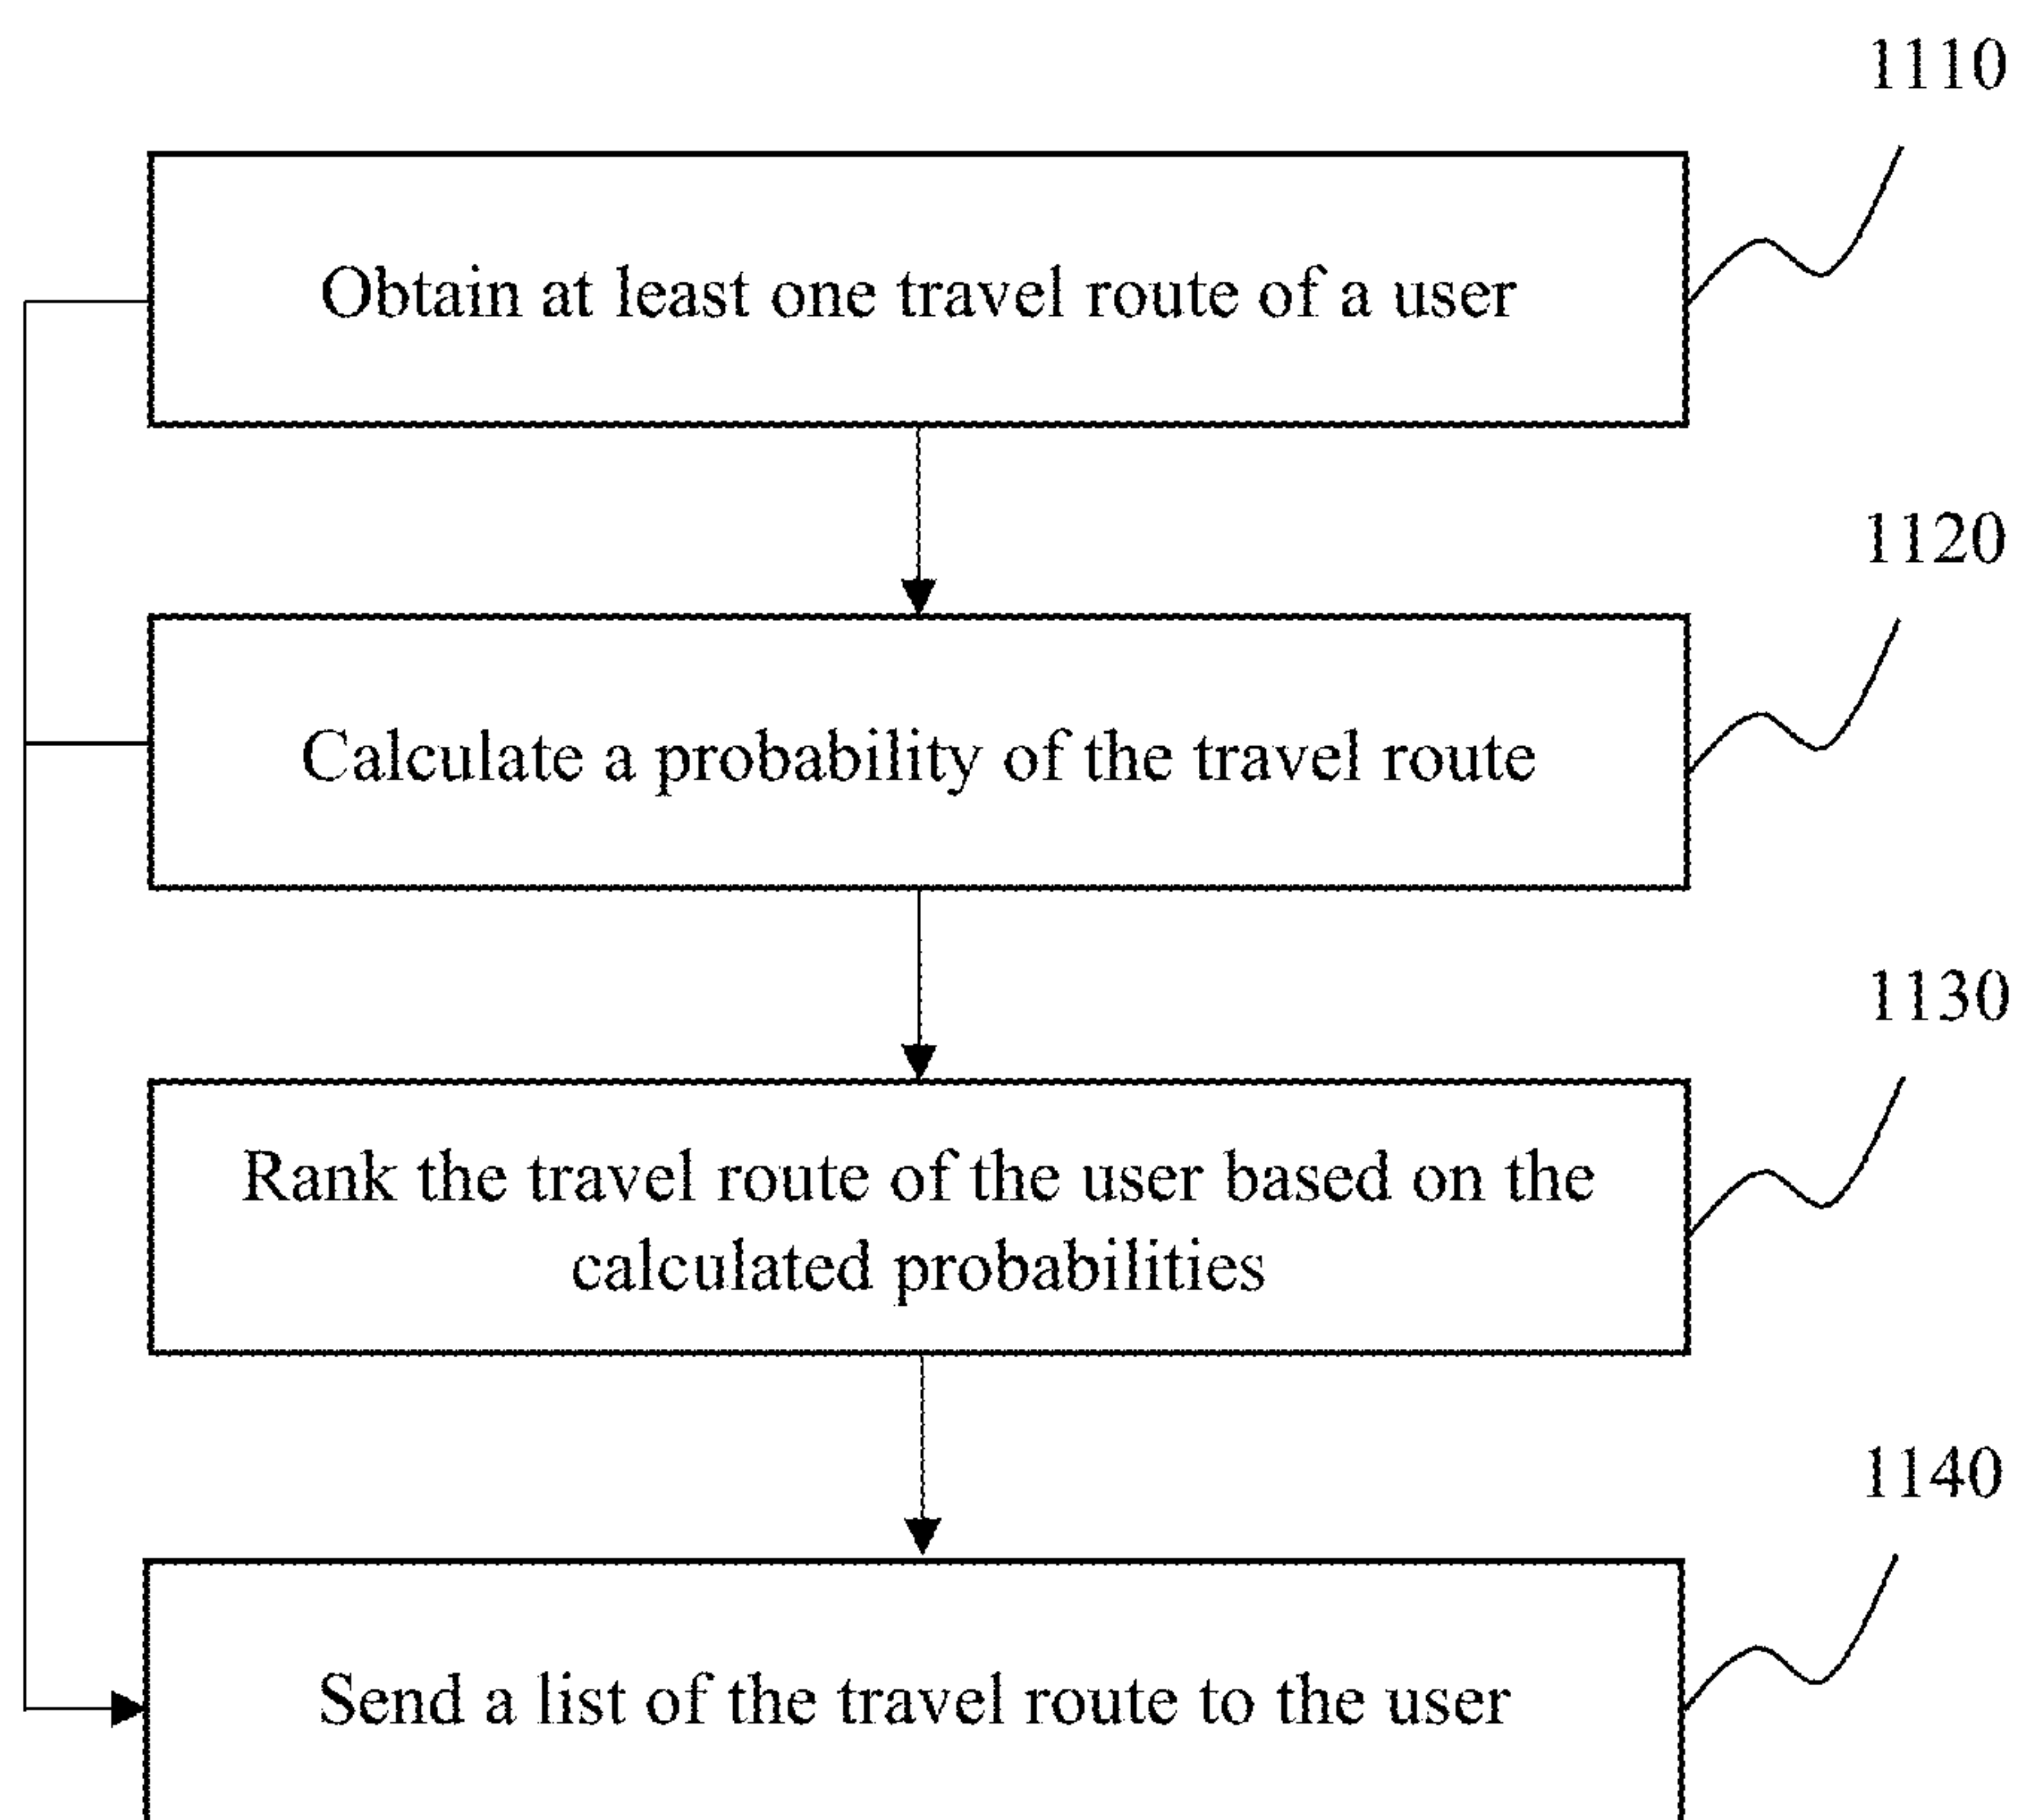 1110
Obtain at least one travel route of a user
1120
Calculate a probability of the travel route
1130
Rank the travel route of the user based on the
calculated probabilities
1140
Send a list of the travel route to the user